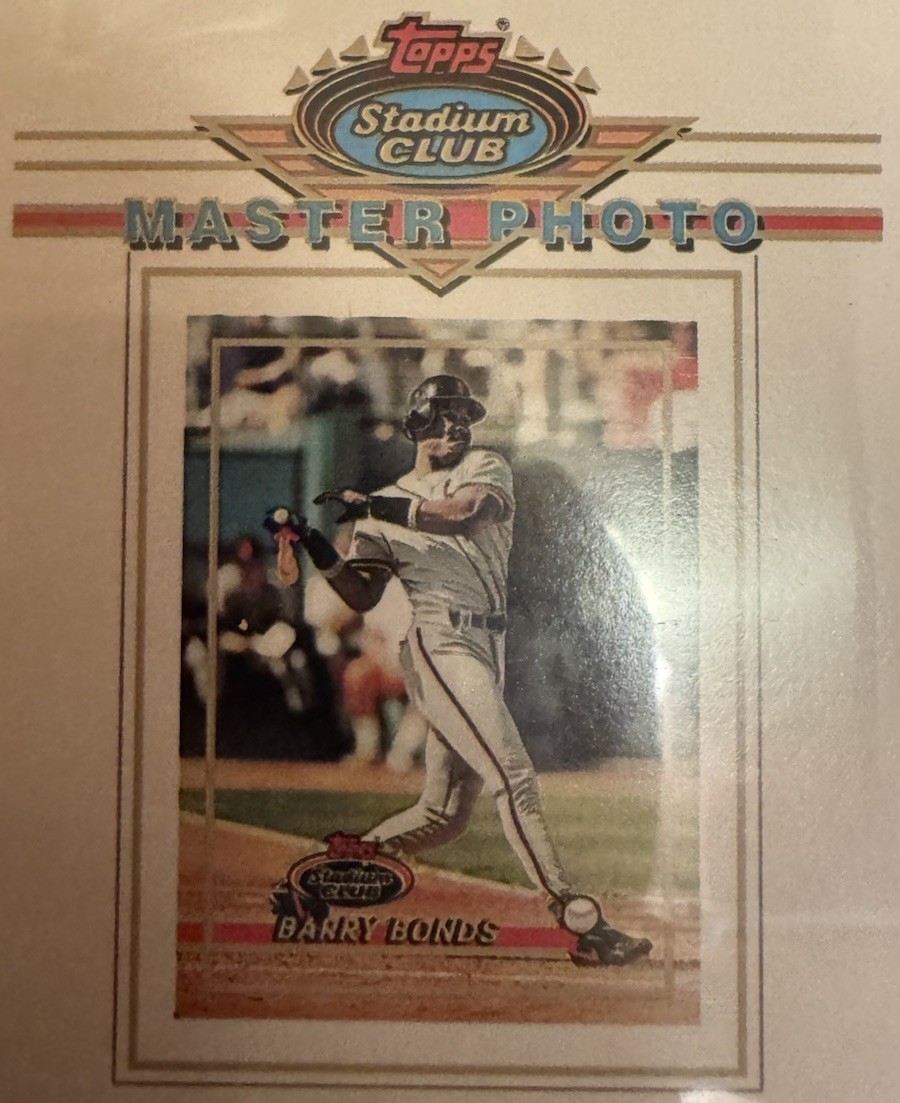 Topps®
Stadium
CLUB
MASTER PHOTO
Topps
Stadium
CLUB
BARRY BONDS